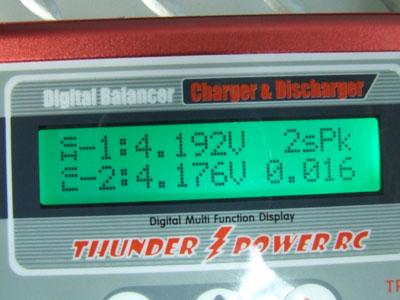 Digital Balancer Charger & Discharger
-1:4.192V 2sPk
-2:4.176V 0.016
Digital Multi Function Display
THUNDER POWER RC